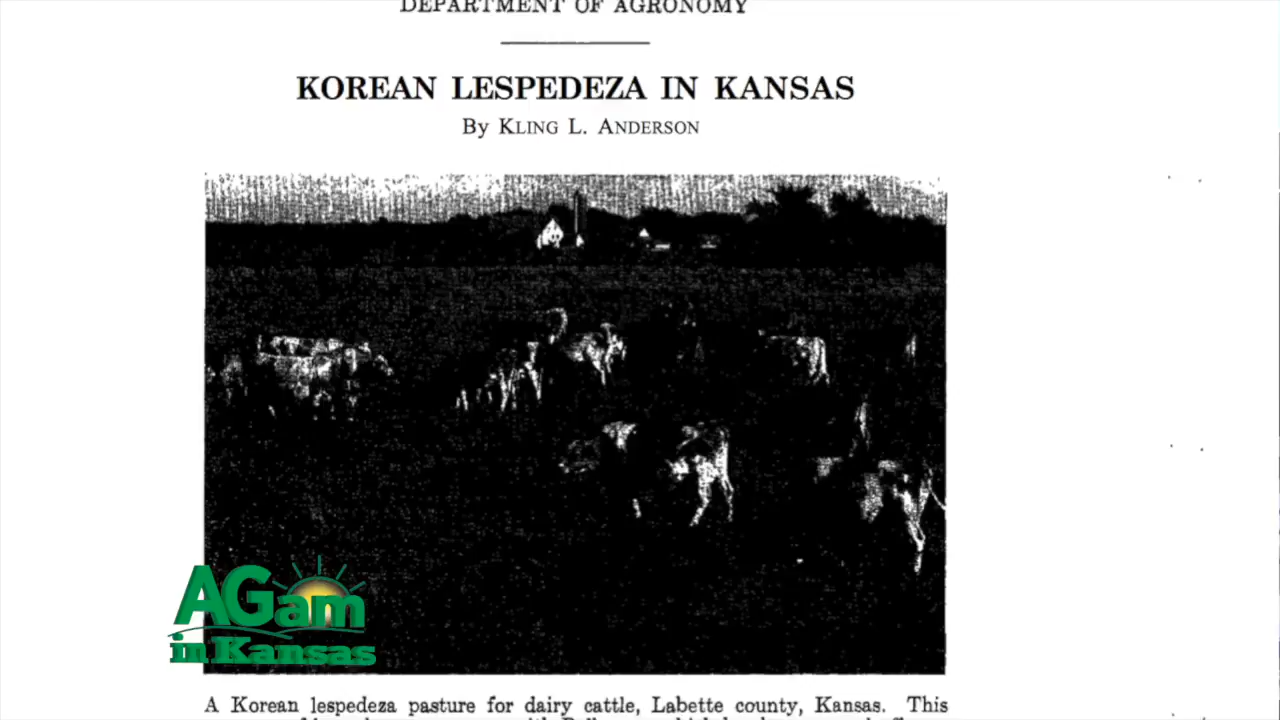 DEPARTMENT OF AGRONOMY
KOREAN LESPEDEZA IN KANSAS
By KLING L. ANDERSON
AGam
in Kansas
A Korean lespedeza pasture for dairy cattle, Labette county, Kansas. This